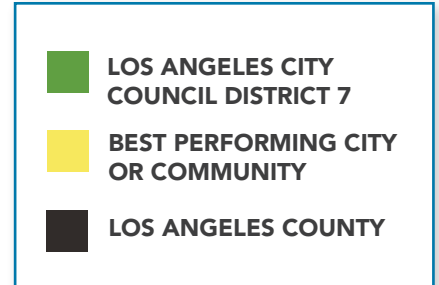 LOS ANGELES CITY
COUNCIL DISTRICT 7
BEST PERFORMING CITY
OR COMMUNITY
LOS ANGELES COUNTY